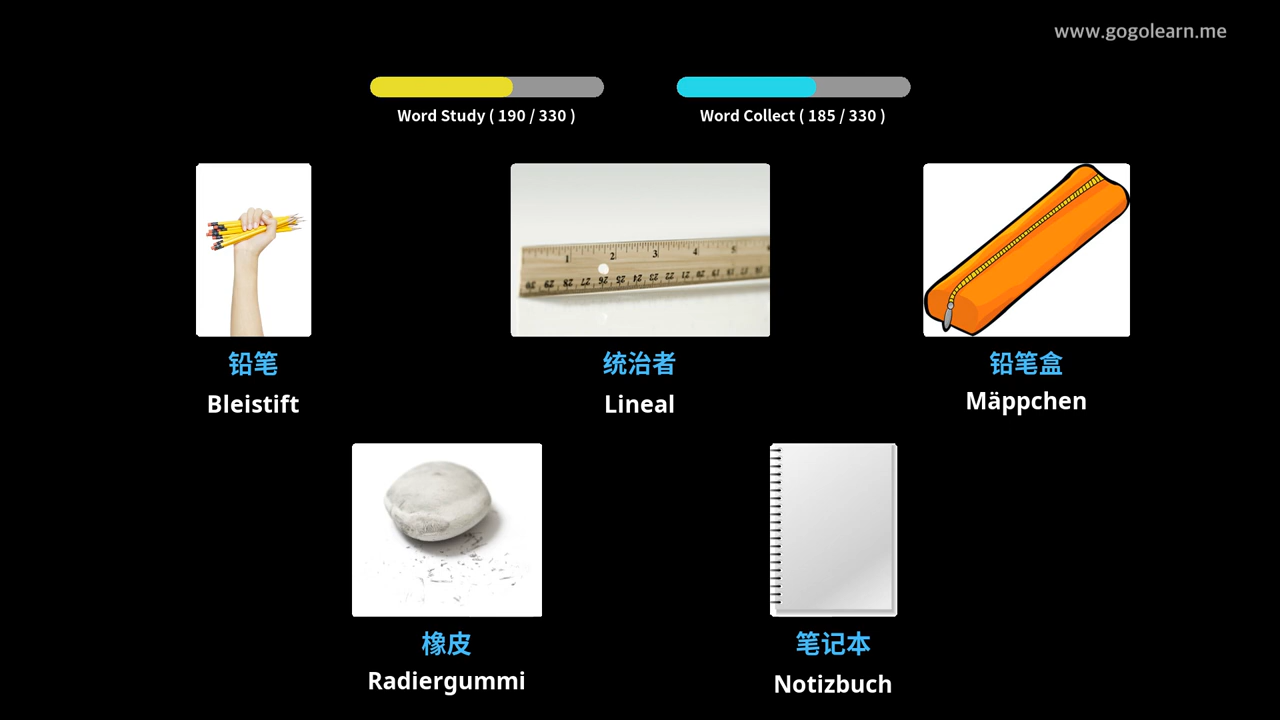 www.gogolearn.me
Word Study ( 190 / 330 )
Word Collect ( 185 / 330 )
铅笔
Bleistift
统治者
Lineal
铅笔盒
Mäppchen
橡皮
Radiergummi
笔记本
Notizbuch